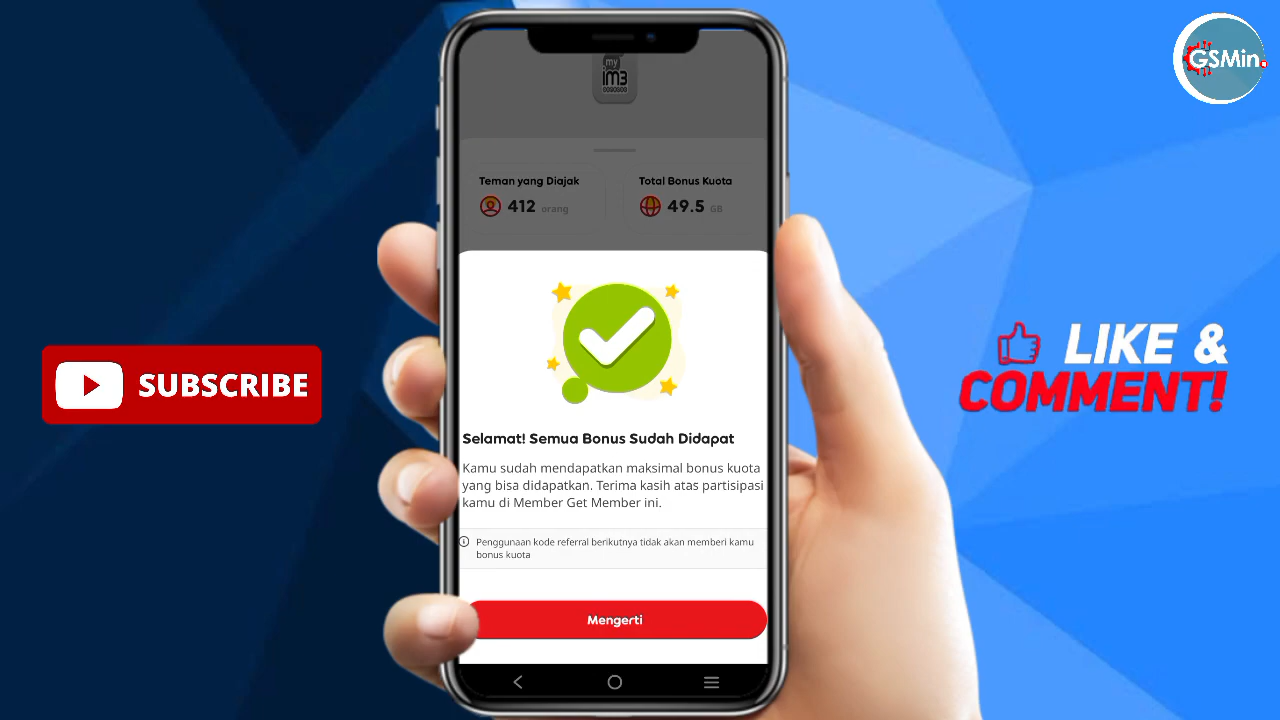 GSMin.
my
im3
OOREDOO
Teman yang Diajak
Total Bonus Kuota
412 orang
49.5 GB
SUBSCRIBE
LIKE &
COMMENT!
Selamat! Semua Bonus Sudah Didapat
Kamu sudah mendapatkan maksimal bonus kuota
yang bisa didapatkan. Terima kasih atas partisipasi
kamu di Member Get Member ini.
Penggunaan kode referral berikutnya tidak akan memberi kamu
bonus kuota
Mengerti